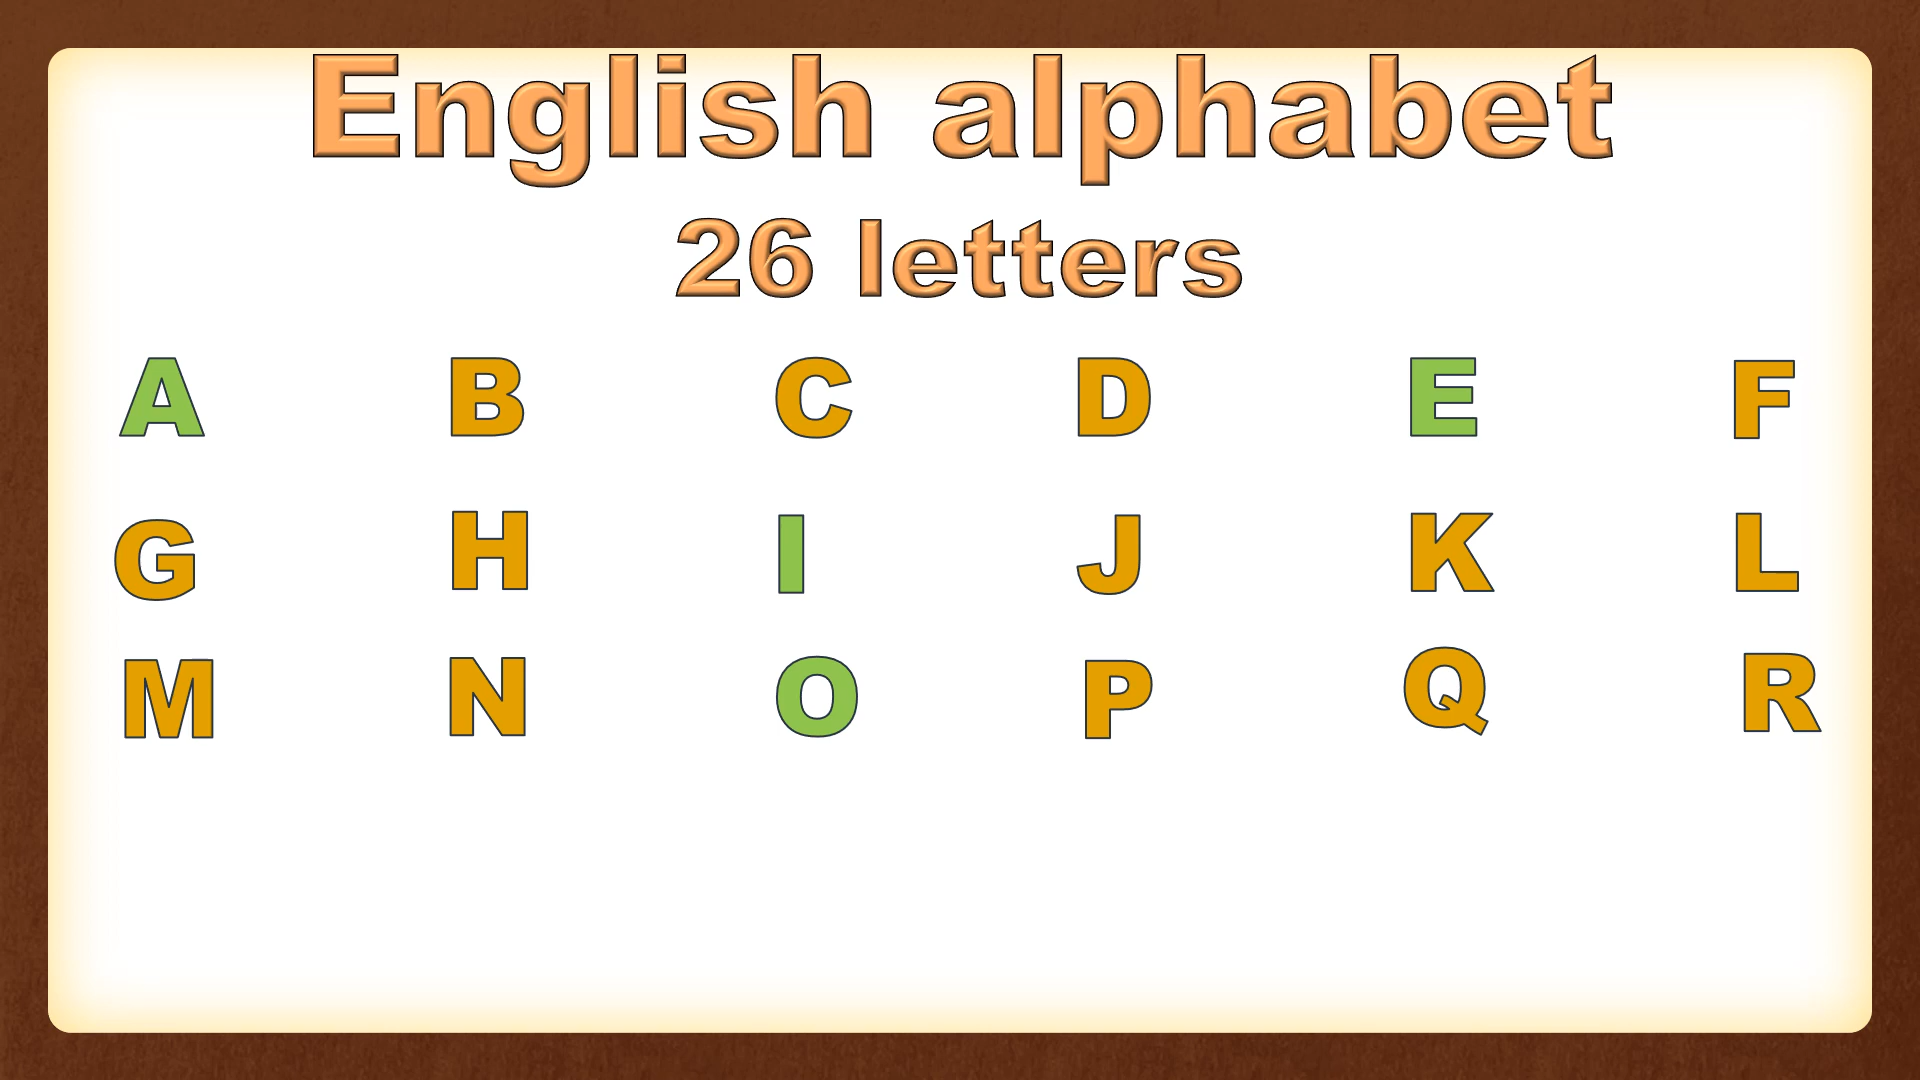 English alphabet
26 letters
A B C D E F
G H I J K L
M N O P Q R